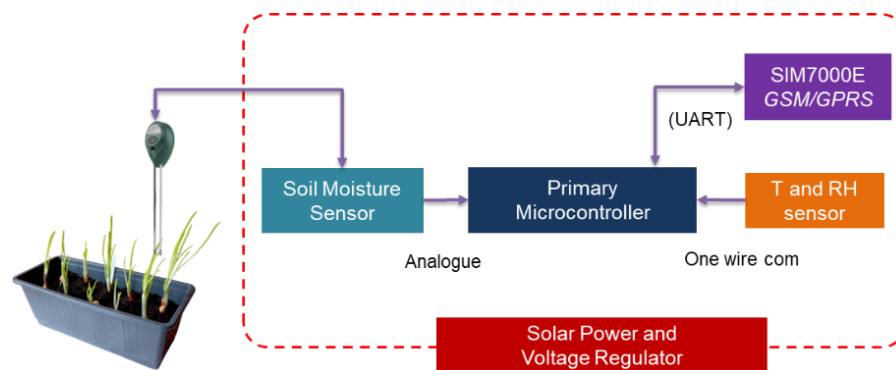 SIM7000E
GSM/GPRS
(UART)
Soil Moisture
Sensor
Primary
Microcontroller
T and RH
sensor
Analogue
One wire com
Solar Power and
Voltage Regulator